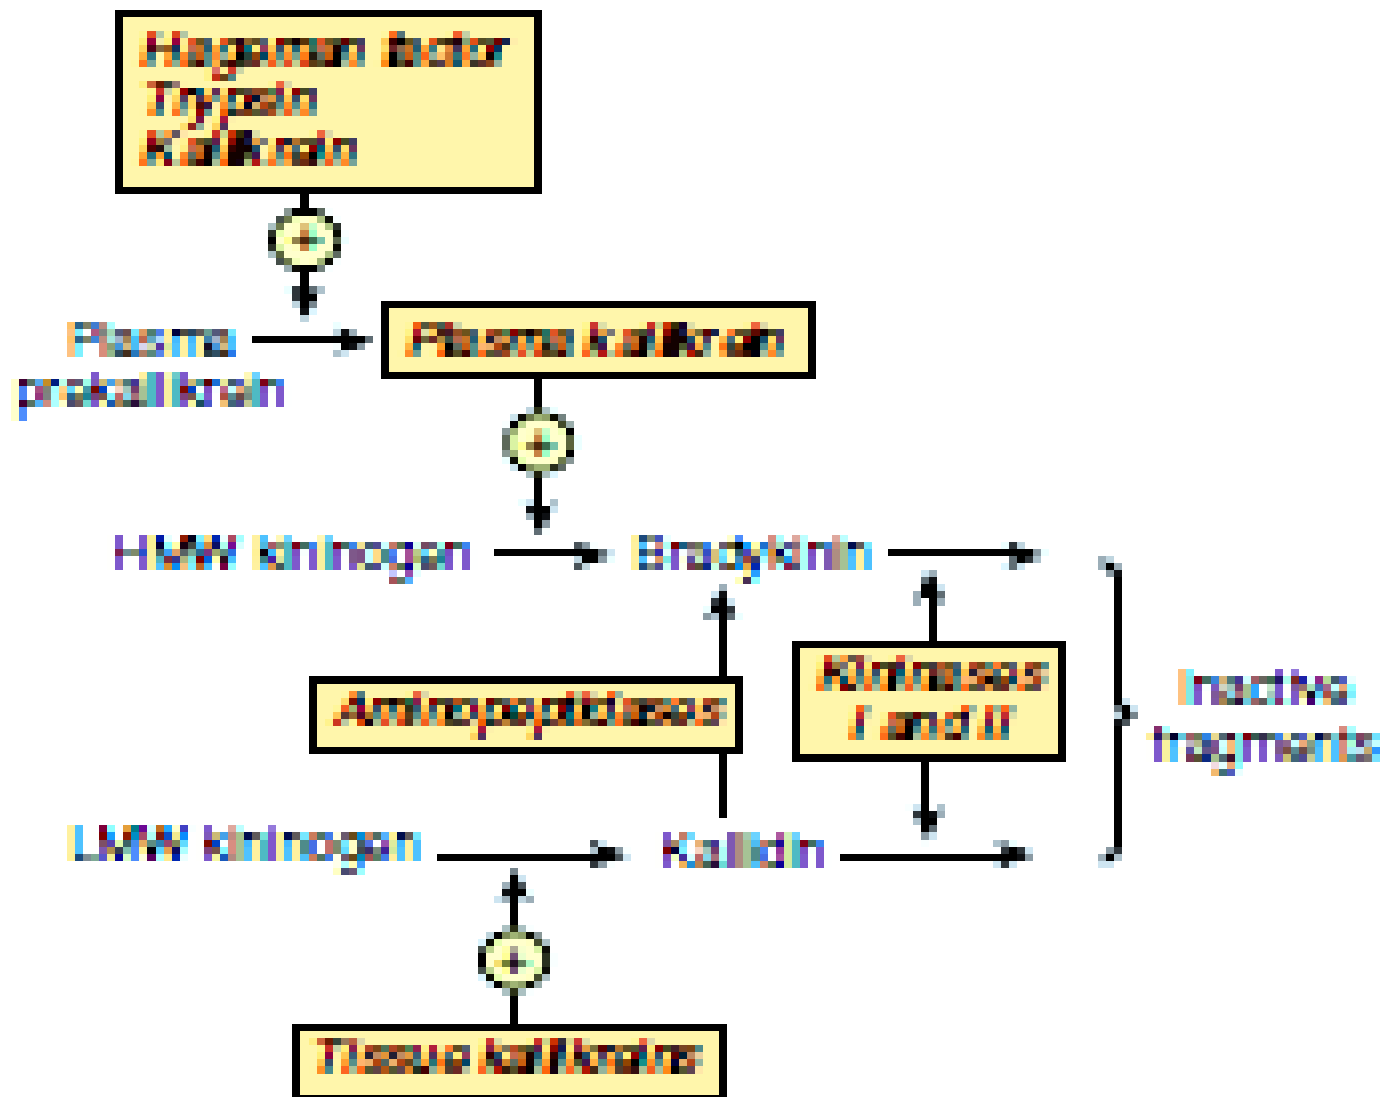 Hageman factor
Trypsin
Kallikrein
Plasma
prekallikrein
Plasma kallikrein
HMW kininogen
Bradykinin
Aminopeptidases
Kininases
I and II
Inactive
fragments
LMW kininogen
Kallidin
Tissue kallikreins